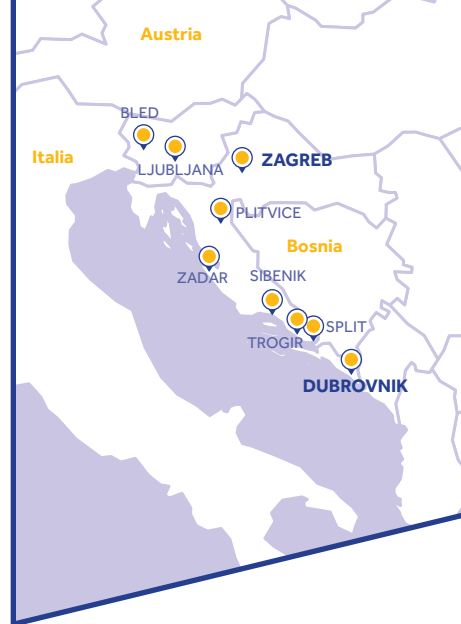 Austria
BLED
Italia
LJUBLJANA
ZAGREB
PLITVICE
Bosnia
ZADAR
SIBENIK
SPLIT
TROGIR
DUBROVNIK